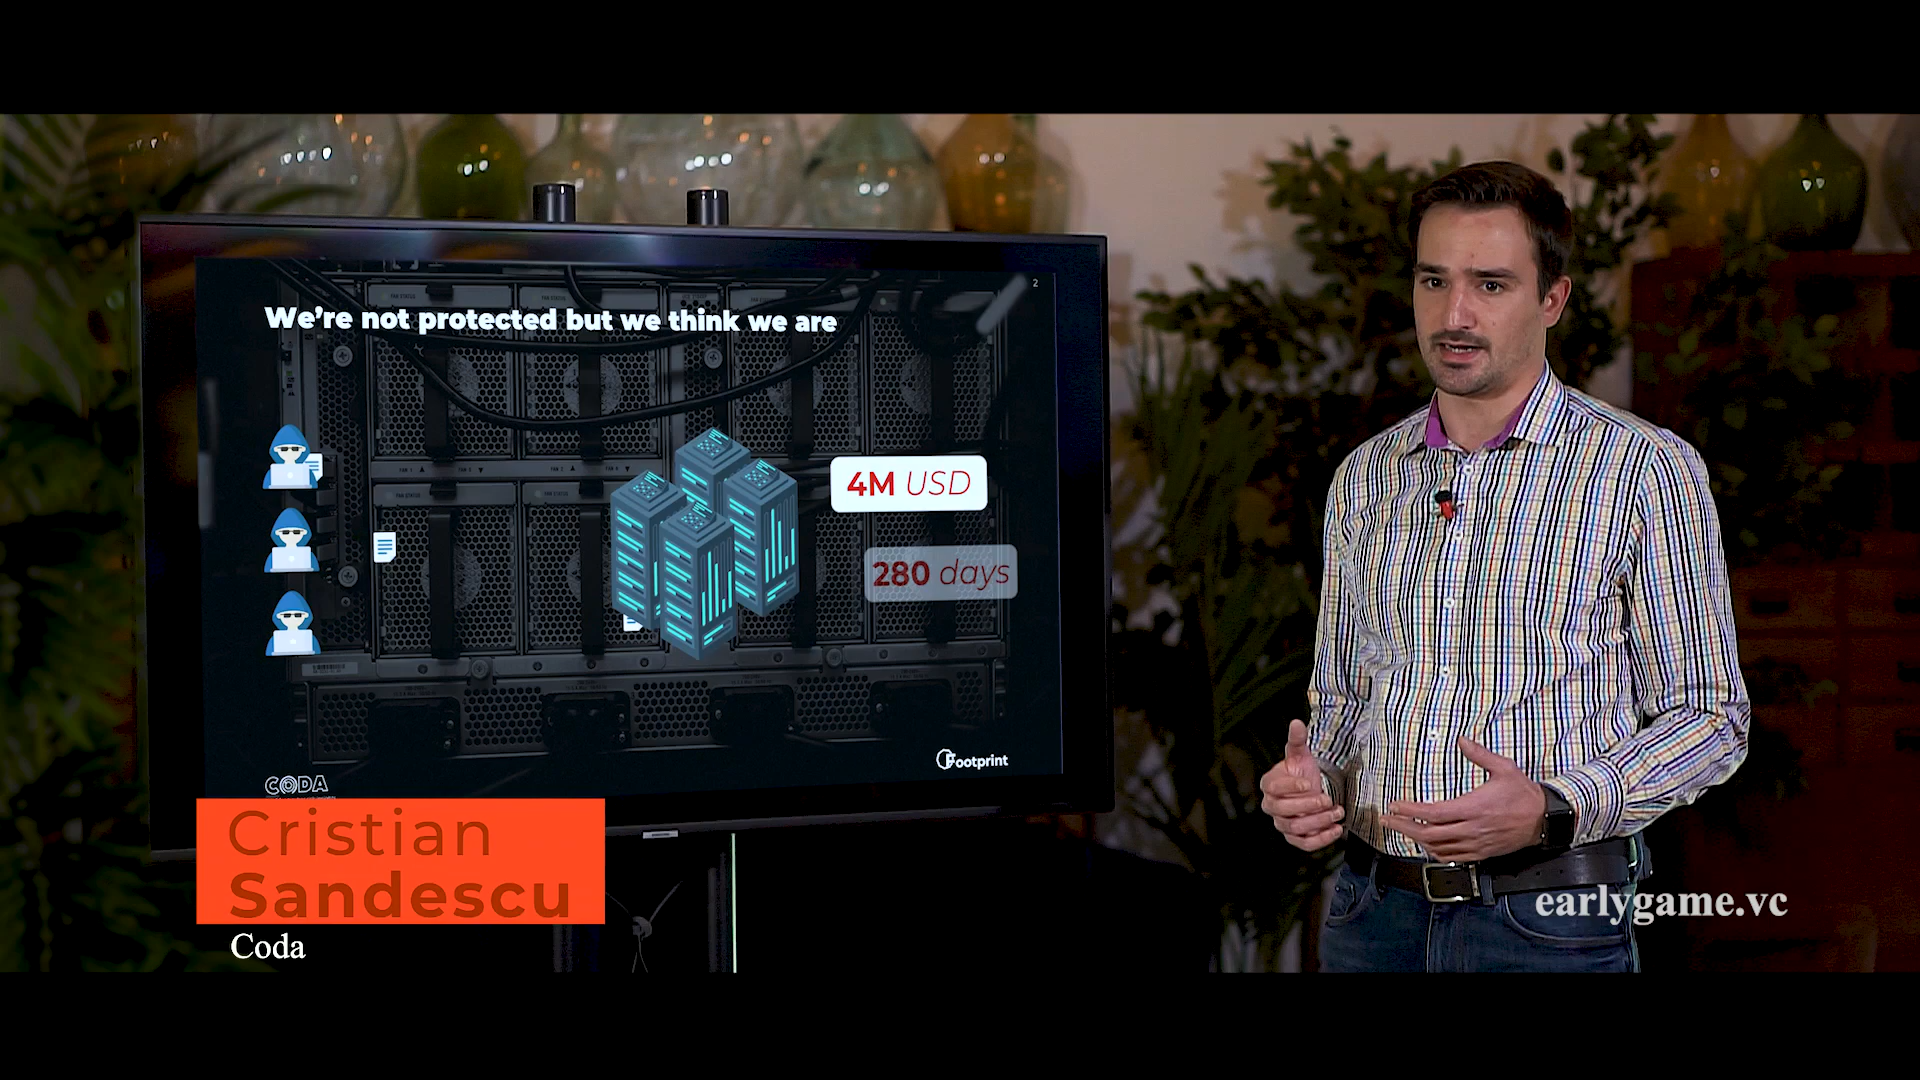 2
We're not protected but we think we are
4M USD
280 days
Footprint
CODA
Cristian
Sandescu
Coda
earlygame.vc